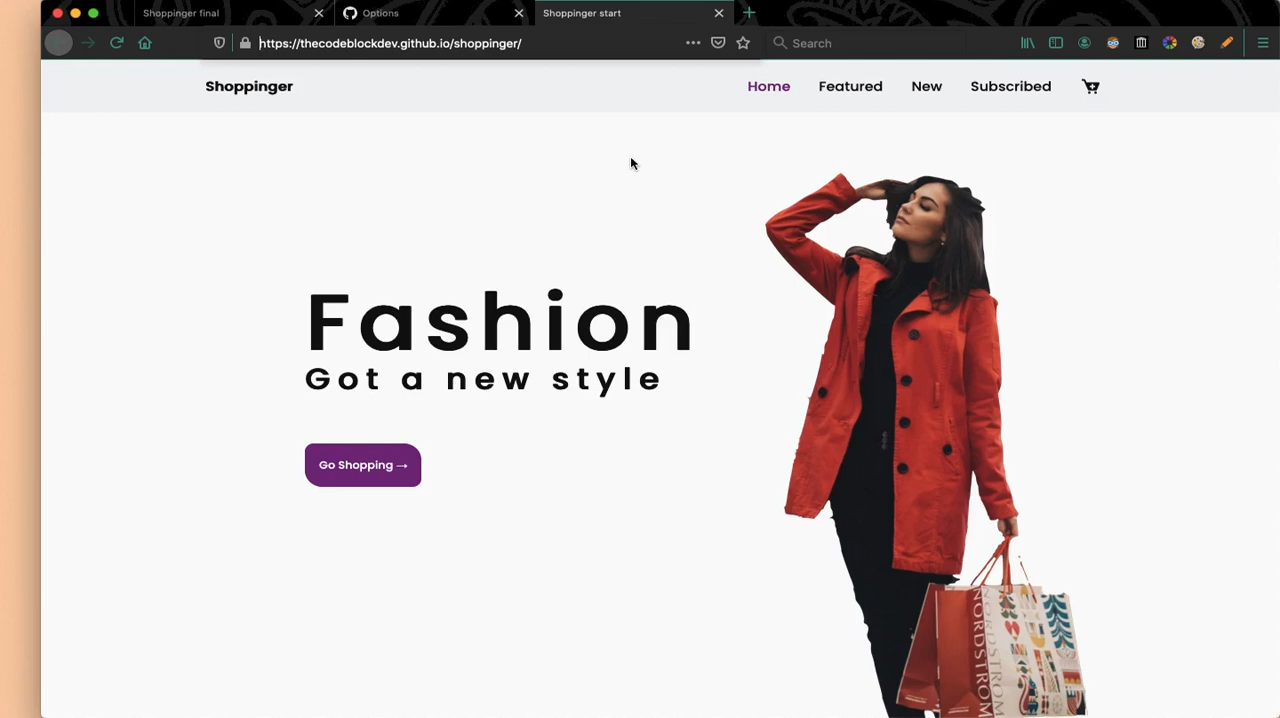 Shoppinger final
Options
Shoppinger start
https://thecodeblockdev.github.io/shoppinger/
Search
Shoppinger
Home
Featured
New
Subscribed
Fashion
Got a new style
Go Shopping →
NORDSTROM
NORDSTROM